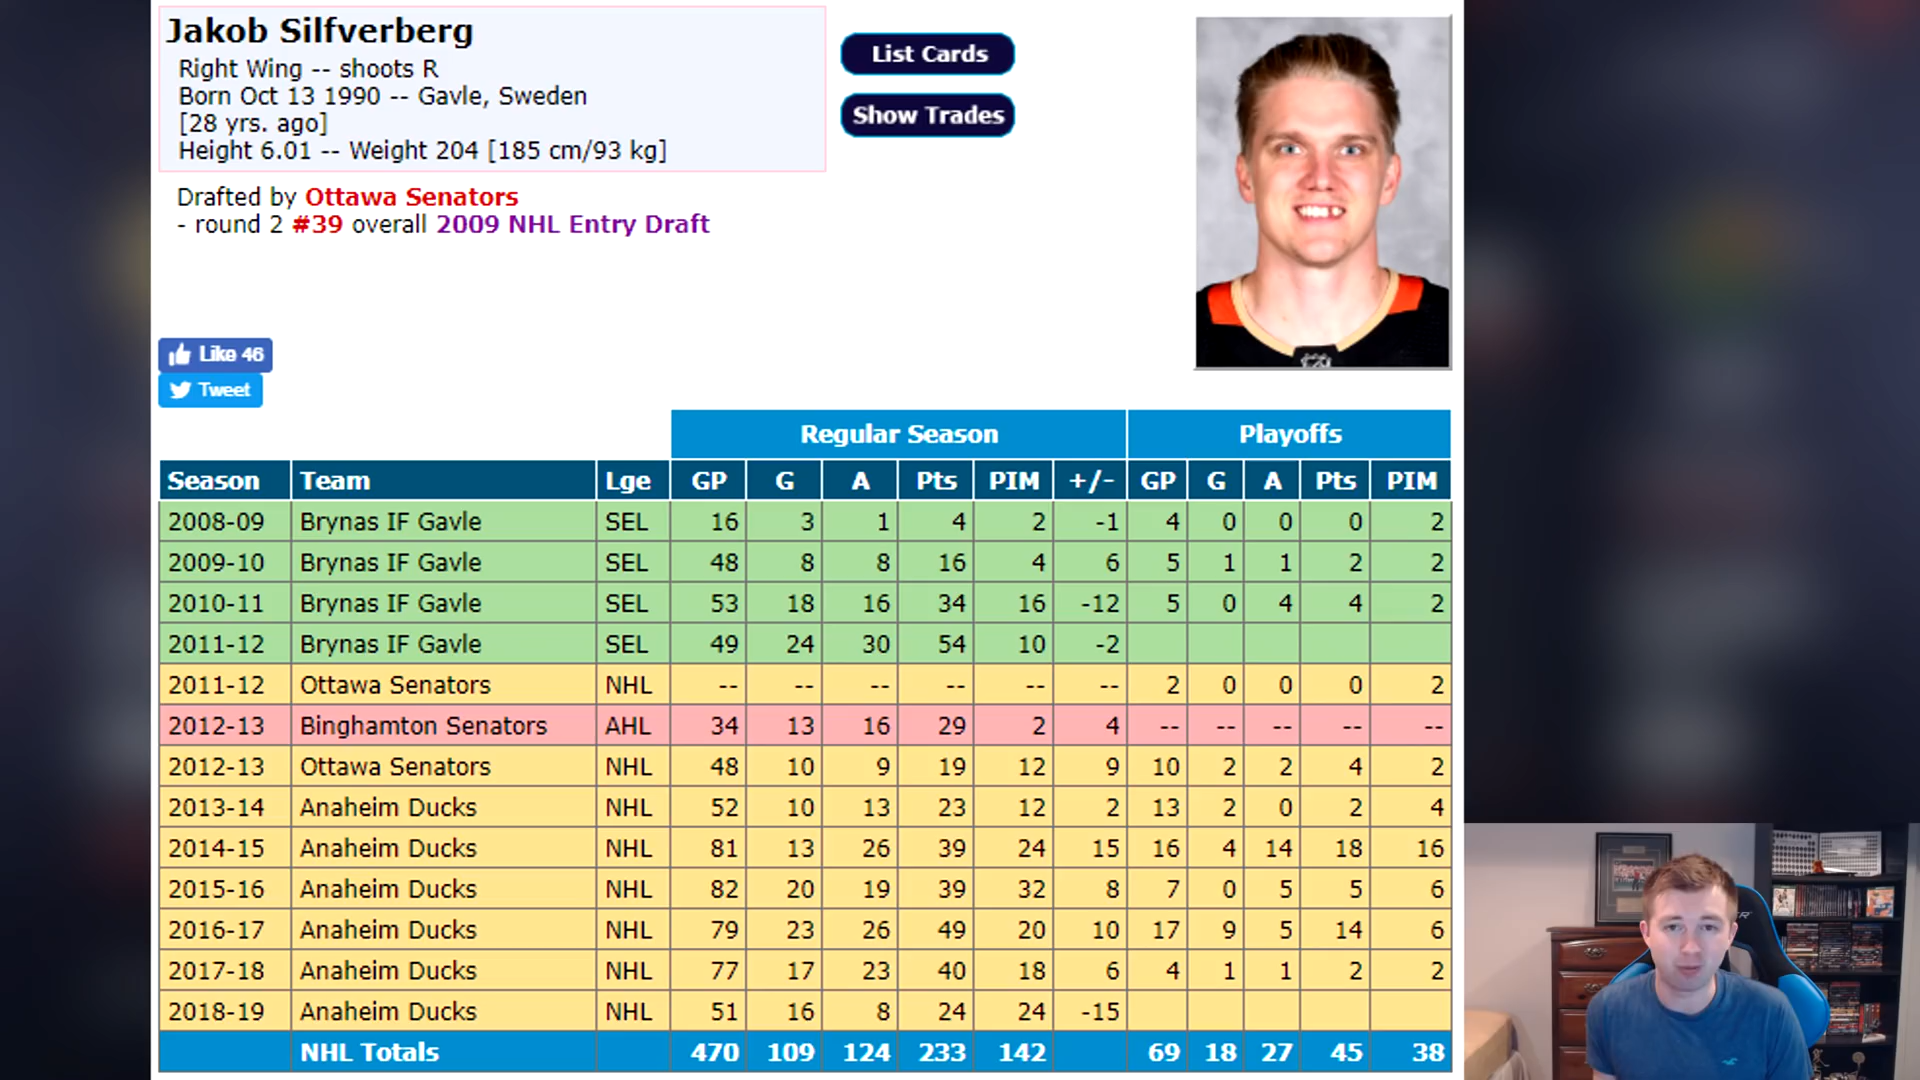 Jakob Silfverberg
Right Wing -- shoots R
Born Oct 13 1990 -- Gavle, Sweden
[28 yrs. ago]
Height 6.01 -- Weight 204 [185 cm/93 kg]
List Cards
Show Trades
Drafted by Ottawa Senators
- round 2 #39 overall 2009 NHL Entry Draft
Like 46
Tweet
Regular Season Playoffs
Season Team Lge GP G A Pts PIM +/- GP G A Pts PIM
2008-09 Brynas IF Gavle SEL 16 3 1 4 2 -1 4 0 0 0 2
2009-10 Brynas IF Gavle SEL 48 8 8 16 4 6 5 1 1 2 2
2010-11 Brynas IF Gavle SEL 53 18 16 34 16 -12 5 0 4 4 2
2011-12 Brynas IF Gavle SEL 49 24 30 54 10 -2
2011-12 Ottawa Senators NHL -- -- -- -- -- -- 2 0 0 0 2
2012-13 Binghamton Senators AHL 34 13 16 29 2 4 -- -- -- -- --
2012-13 Ottawa Senators NHL 48 10 9 19 12 9 10 2 2 4 2
2013-14 Anaheim Ducks NHL 52 10 13 23 12 2 13 2 0 2 4
2014-15 Anaheim Ducks NHL 81 13 26 39 24 15 16 4 14 18 16
2015-16 Anaheim Ducks NHL 82 20 19 39 32 8 7 0 5 5 6
2016-17 Anaheim Ducks NHL 79 23 26 49 20 10 17 9 5 14 6
2017-18 Anaheim Ducks NHL 77 17 23 40 18 6 4 1 1 2 2
2018-19 Anaheim Ducks NHL 51 16 8 24 24 -15
NHL Totals 470 109 124 233 142 69 18 27 45 38